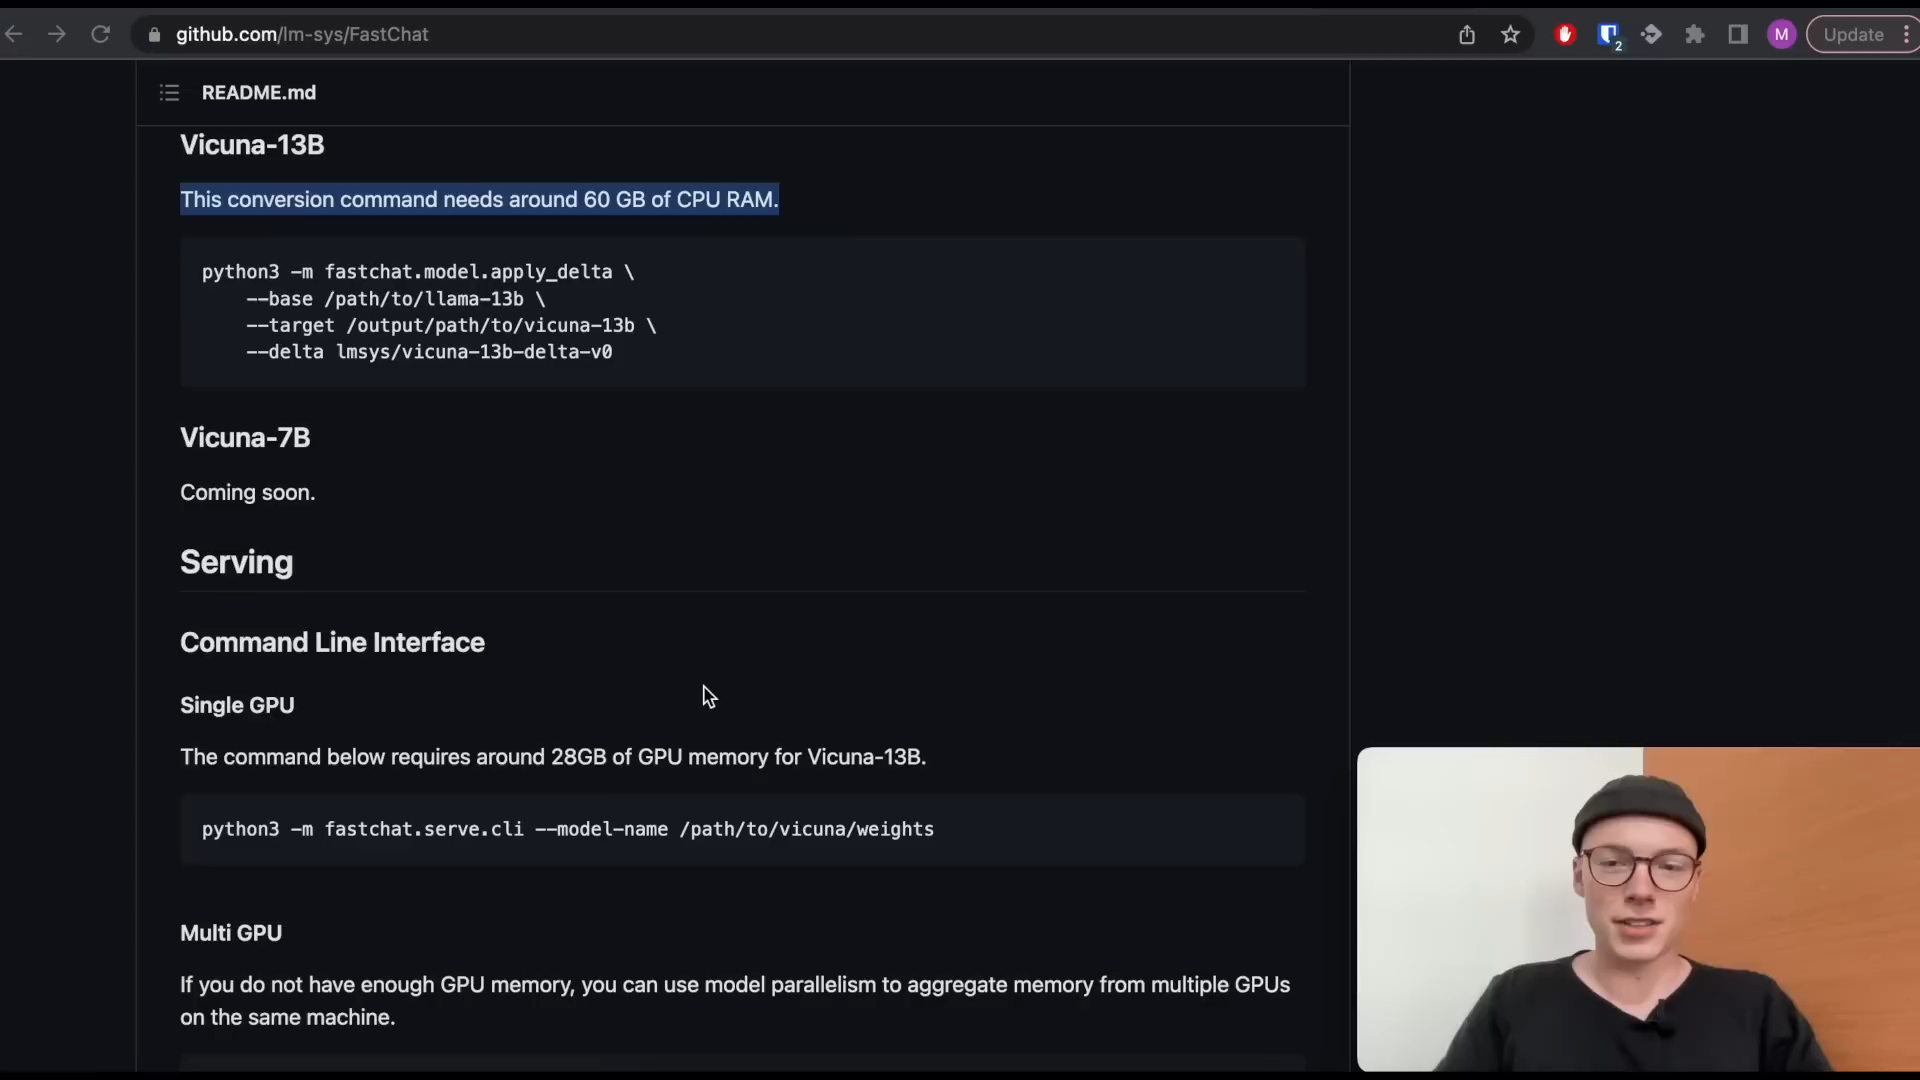 github.com/lm-sys/FastChat
2
M
Update
README.md
Vicuna-13B
This conversion command needs around 60 GB of CPU RAM.
python3 -m fastchat.model.apply_delta \
--base /path/to/llama-13b \
--target /output/path/to/vicuna-13b \
--delta lmsys/vicuna-13b-delta-v0
Vicuna-7B
Coming soon.
Serving
Command Line Interface
Single GPU
The command below requires around 28GB of GPU memory for Vicuna-13B.
python3 -m fastchat.serve.cli --model-name /path/to/vicuna/weights
Multi GPU
If you do not have enough GPU memory, you can use model parallelism to aggregate memory from multiple GPUs
on the same machine.